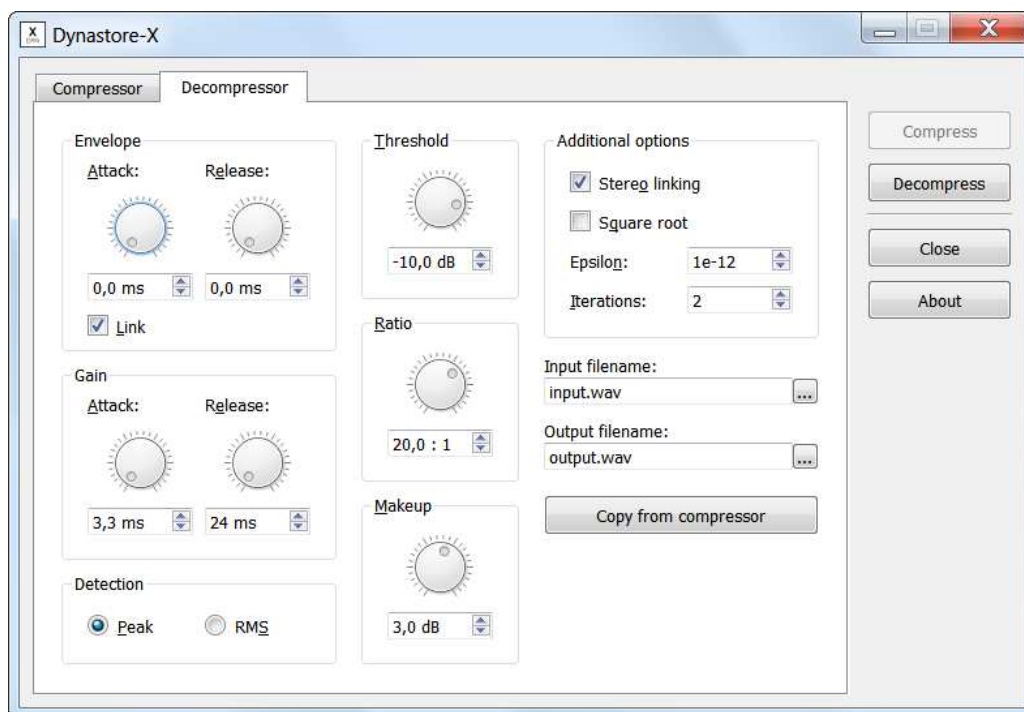 Dynastore-X
Compressor
Decompressor
Envelope
Attack:
Release:
0,0 ms
0,0 ms
Link
Gain
Attack:
Release:
3,3 ms
24 ms
Detection
Peak
RMS
Threshold
-10,0 dB
Ratio
20,0 : 1
Makeup
3,0 dB
Additional options
Stereo linking
Square root
Epsilon:
1e-12
Iterations:
2
Input filename:
input.wav
...
Output filename:
output.wav
...
Copy from compressor
Compress
Decompress
Close
About